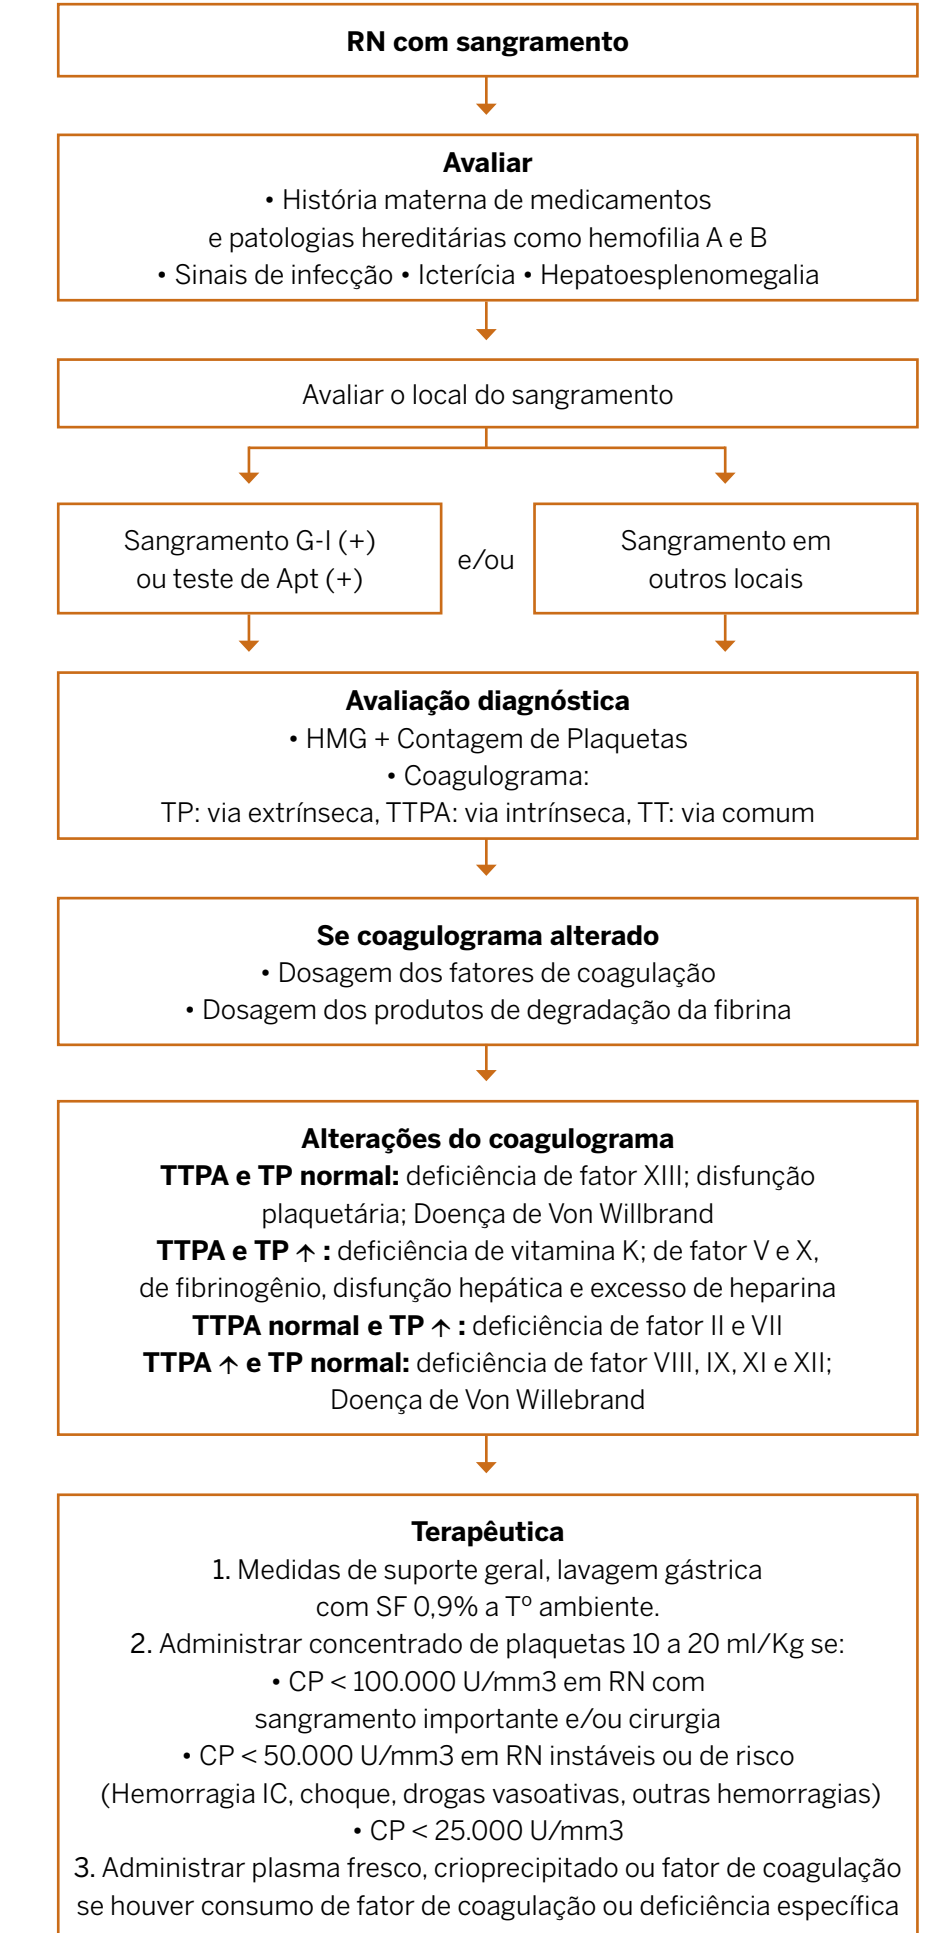 RN com sangramento
Avaliar
• História materna de medicamentos
e patologias hereditárias como hemofilia A e B
• Sinais de infecção • Icterícia • Hepatoesplenomegalia
Avaliar o local do sangramento
Sangramento G-I (+)
ou teste de Apt (+)
e/ou
Sangramento em
outros locais
Avaliação diagnóstica
• HMG + Contagem de Plaquetas
• Coagulograma:
TP: via extrínseca, TTPA: via intrínseca, TT: via comum
Se coagulograma alterado
• Dosagem dos fatores de coagulação
• Dosagem dos produtos de degradação da fibrina
Alterações do coagulograma
TTPA e TP normal: deficiência de fator XIII; disfunção
plaquetária; Doença de Von Willbrand
TTPA e TP ↑ : deficiência de vitamina K; de fator V e X,
de fibrinogênio, disfunção hepática e excesso de heparina
TTPA normal e TP ↑ : deficiência de fator II e VII
TTPA ↑ e TP normal: deficiência de fator VIII, IX, XI e XII;
Doença de Von Willebrand
Terapêutica
1. Medidas de suporte geral, lavagem gástrica
com SF 0,9% a Tº ambiente.
2. Administrar concentrado de plaquetas 10 a 20 ml/Kg se:
• CP < 100.000 U/mm3 em RN com
sangramento importante e/ou cirurgia
• CP < 50.000 U/mm3 em RN instáveis ou de risco
(Hemorragia IC, choque, drogas vasoativas, outras hemorragias)
• CP < 25.000 U/mm3
3. Administrar plasma fresco, crioprecipitado ou fator de coagulação
se houver consumo de fator de coagulação ou deficiência específica